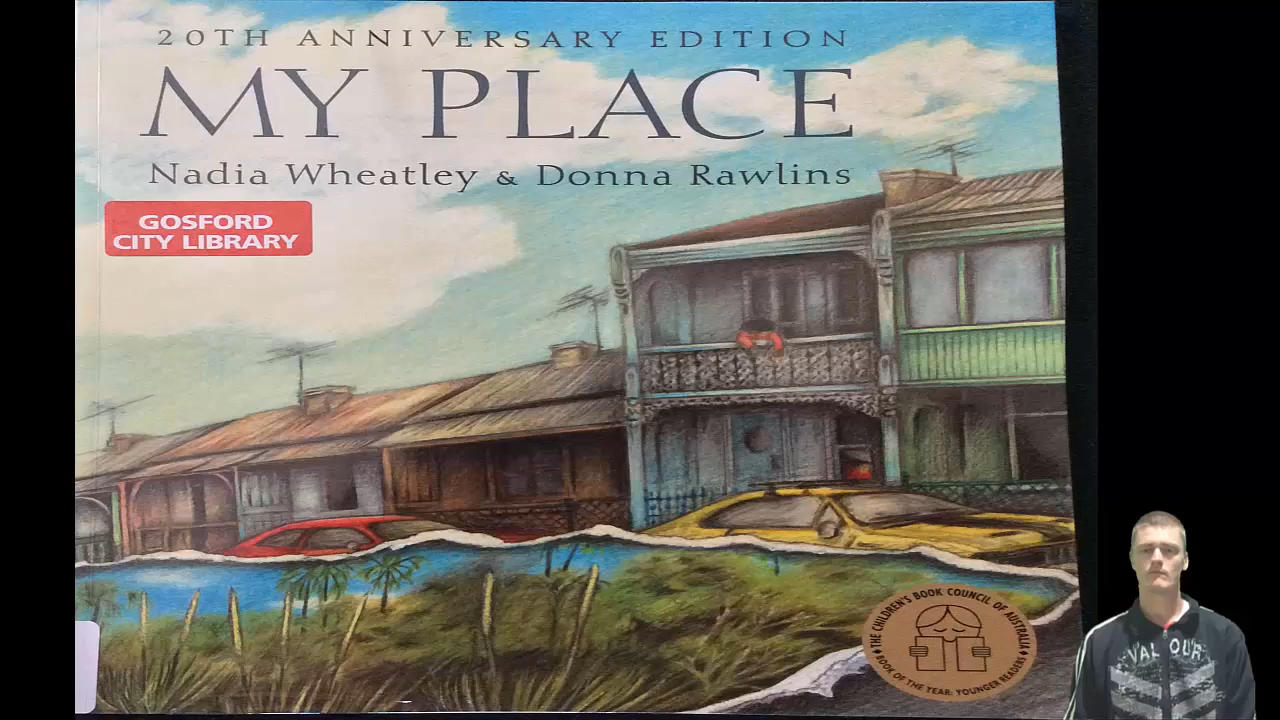 20TH ANNIVERSARY EDITION
MY PLACE
Nadia Wheatley & Donna Rawlins
GOSFORD
CITY LIBRARY
THE CHILDREN'S BOOK COUNCIL OF AUSTRALIA
BOOK OF THE YEAR: YOUNGER READERS
VALOUR